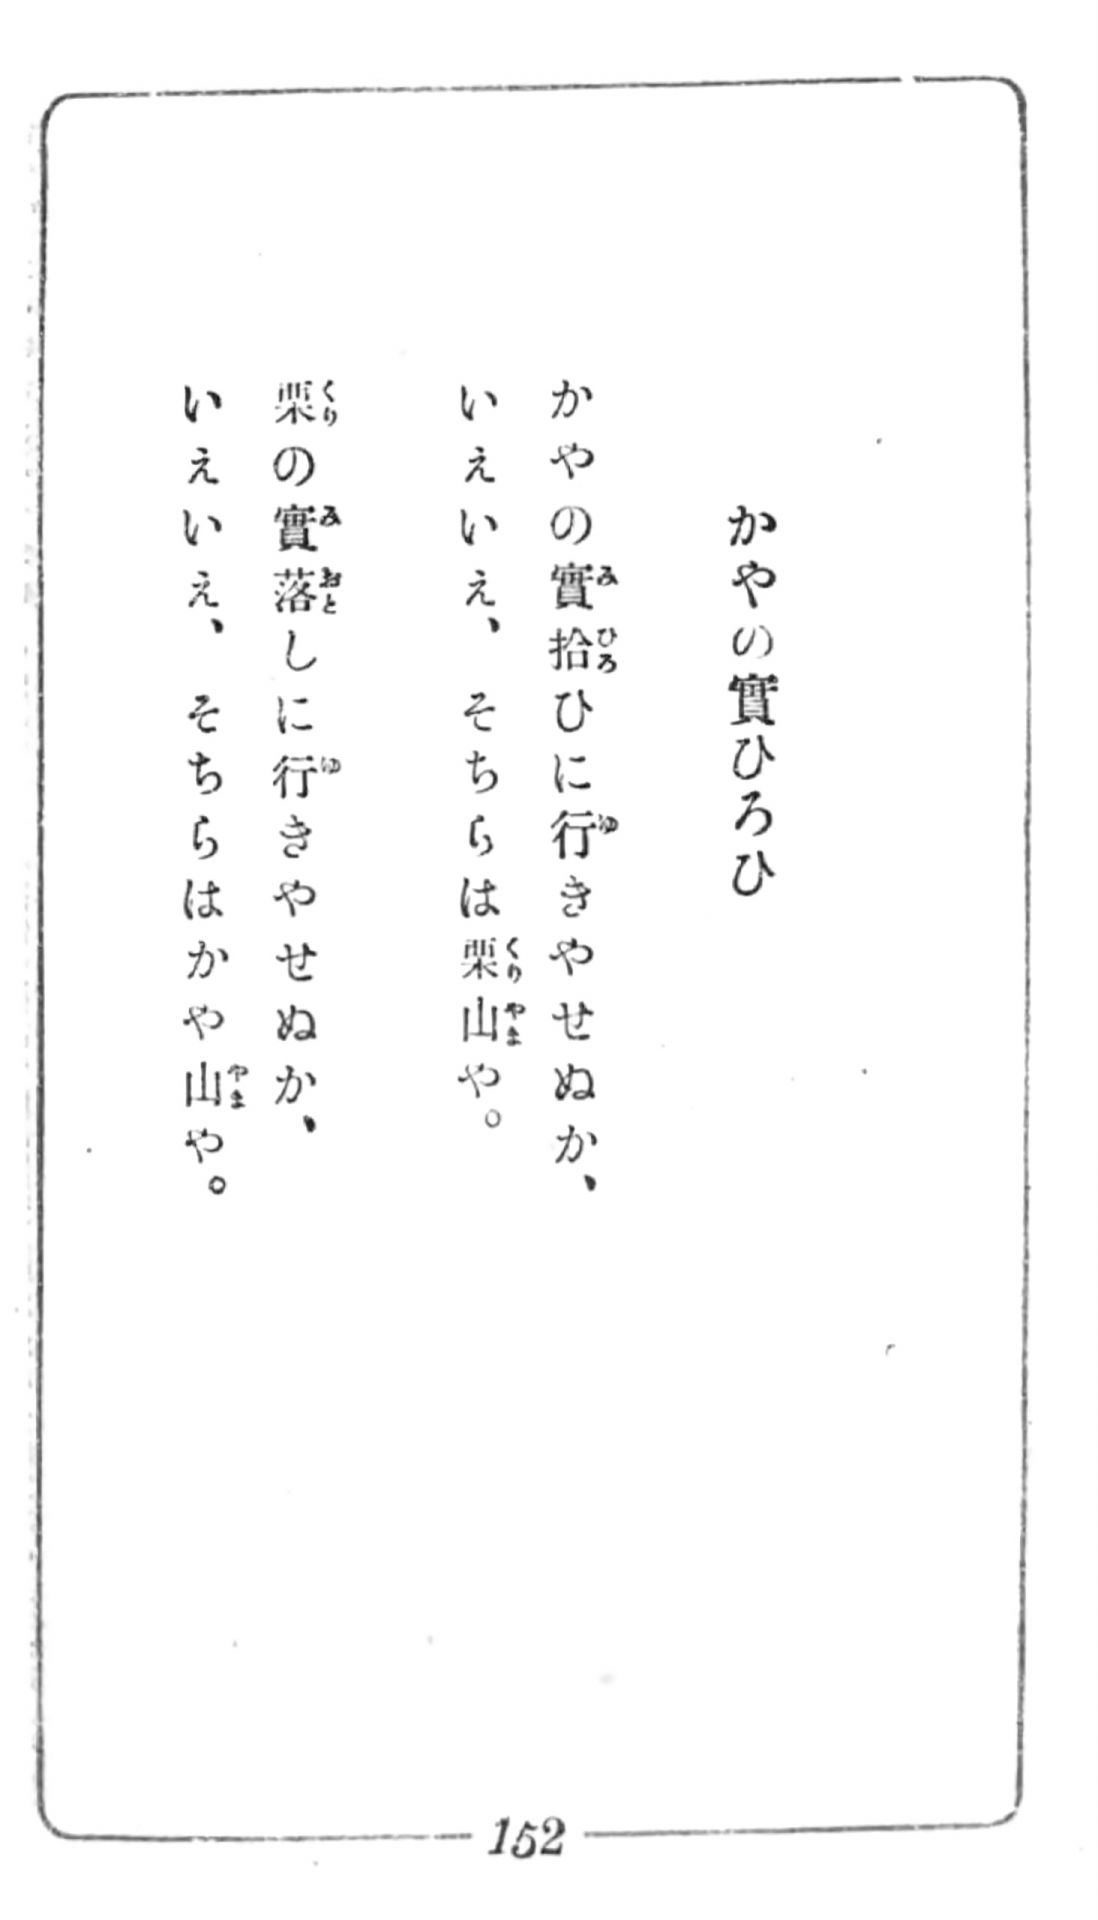 かやの實ひろひ
かやの實拾ひに行きやせぬか、
いえいえ、そちらは栗山や。
栗の實落しに行きやせぬか、
いえいえ、そちらはかや山や。
152